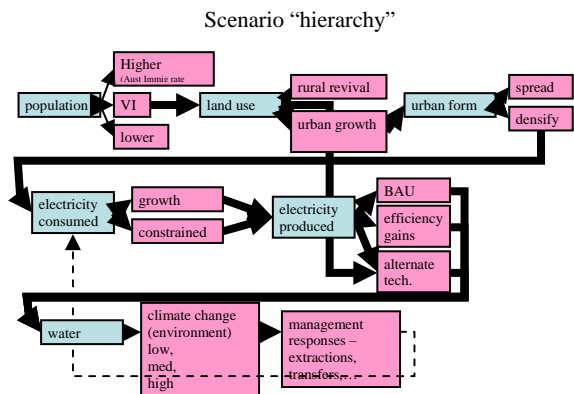 Scenario “hierarchy”
Higher
(Aust Immig rate
population
VI
lower
land use
rural revival
urban growth
urban form
spread
densify
electricity
consumed
growth
constrained
electricity
produced
BAU
efficiency
gains
alternate
tech.
water
climate change
(environment)
low,
med,
high
management
responses –
extractions,
transfers,...